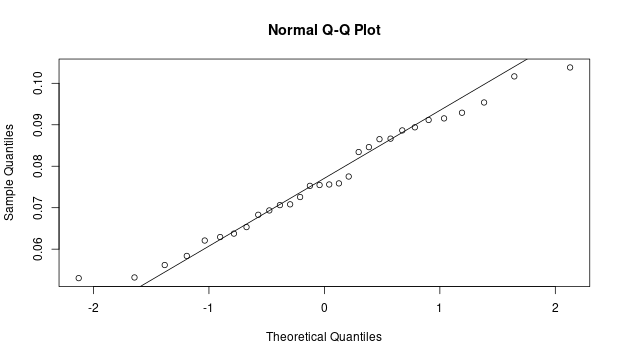 Normal Q-Q Plot
Sample Quantiles
0.10
0.09
0.08
0.07
0.06
-2 -1 0 1 2
Theoretical Quantiles